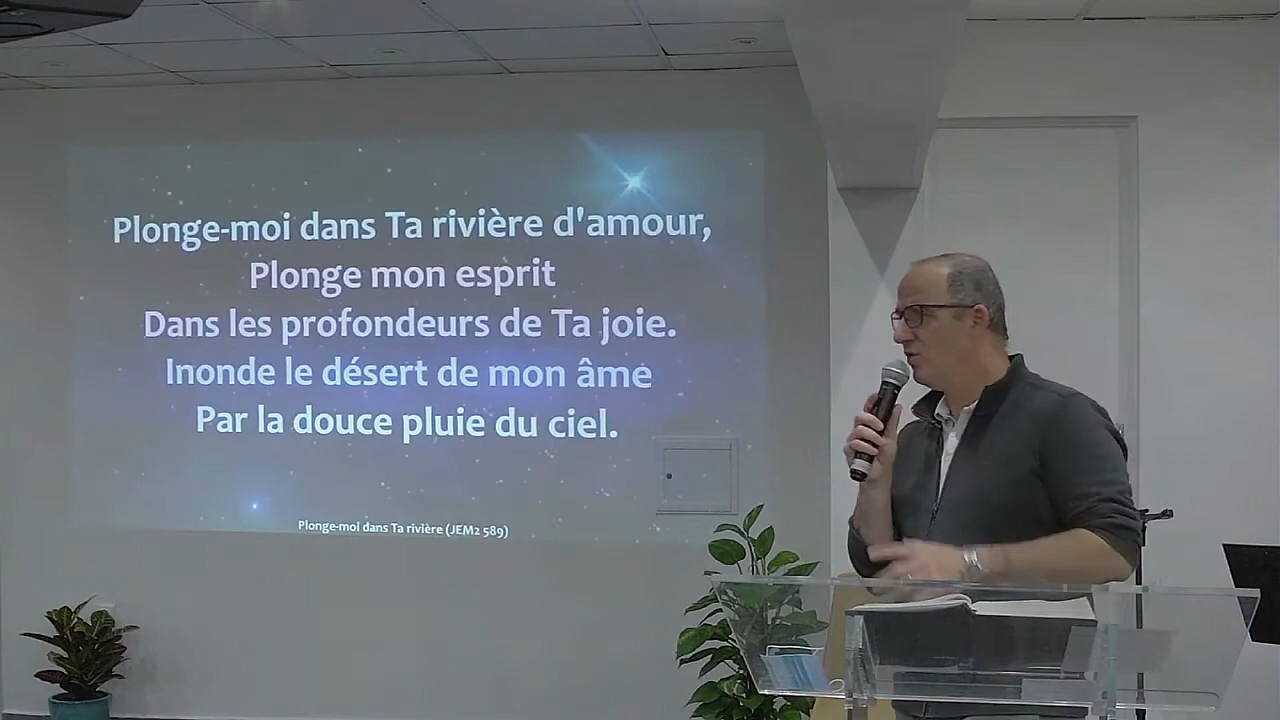 Plonge-moi dans Ta rivière d'amour,
Plonge mon esprit
Dans les profondeurs de Ta joie.
Inonde le désert de mon âme
Par la douce pluie du ciel.
Plonge-moi dans Ta rivière (JEM2 589)